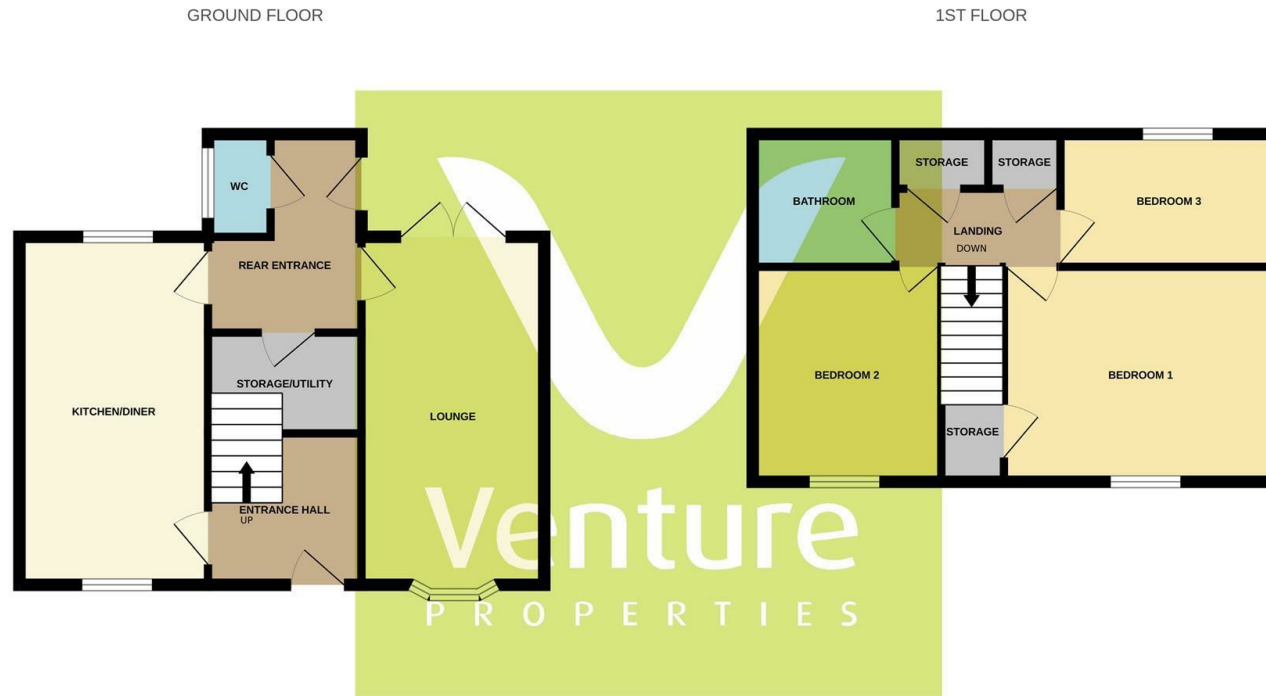 GROUND FLOOR
WC
REAR ENTRANCE
STORAGE/UTILITY
KITCHEN/DINER
LOUNGE
ENTRANCE HALL
UP
1ST FLOOR
STORAGE
STORAGE
BATHROOM
BEDROOM 3
LANDING
DOWN
BEDROOM 2
BEDROOM 1
STORAGE
Venture
PROPERTIES